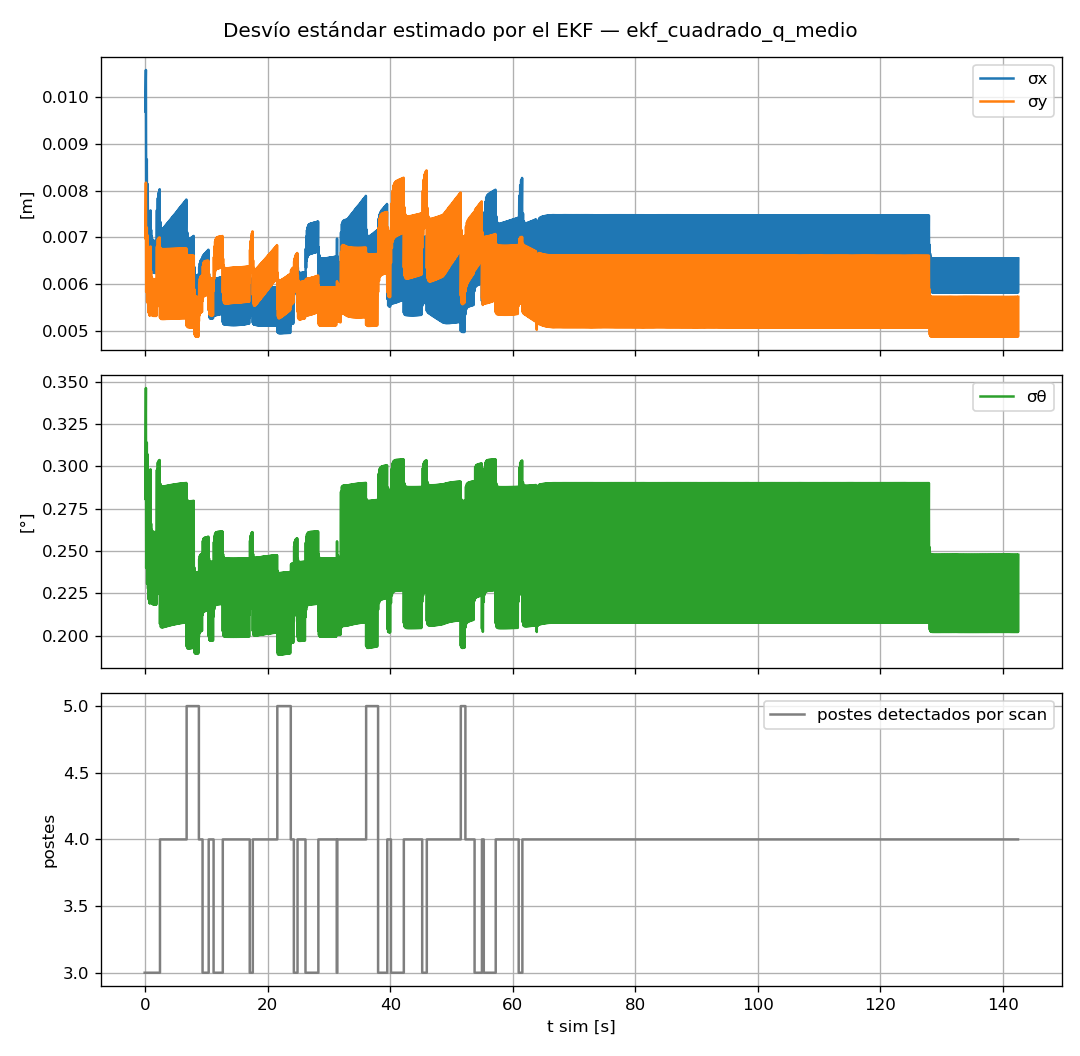 Desvío estándar estimado por el EKF — ekf_cuadrado_q_medio
0.010
0.009
0.008
0.007
0.006
0.005
[m]
σx
σy
0.350
0.325
0.300
0.275
0.250
0.225
0.200
[°]
σθ
5.0
4.5
4.0
3.5
3.0
postes
postes detectados por scan
0 20 40 60 80 100 120 140
t sim [s]